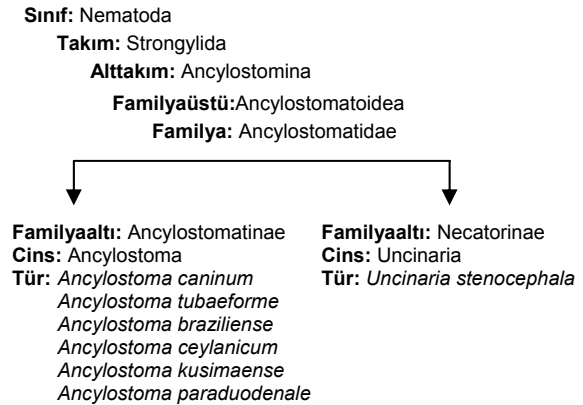 Sınıf: Nematoda
Takım: Strongylida
Alttakım: Ancylostomina
Familyaüstü:Ancylostomatoidea
Familya: Ancylostomatidae
Familyaaltı: Ancylostomatinae
Cins: Ancylostoma
Tür: Ancylostoma caninum
Ancylostoma tubaeforme
Ancylostoma braziliense
Ancylostoma ceylanicum
Ancylostoma kusimaense
Ancylostoma paraduodenale
Familyaaltı: Necatorinae
Cins: Uncinaria
Tür: Uncinaria stenocephala